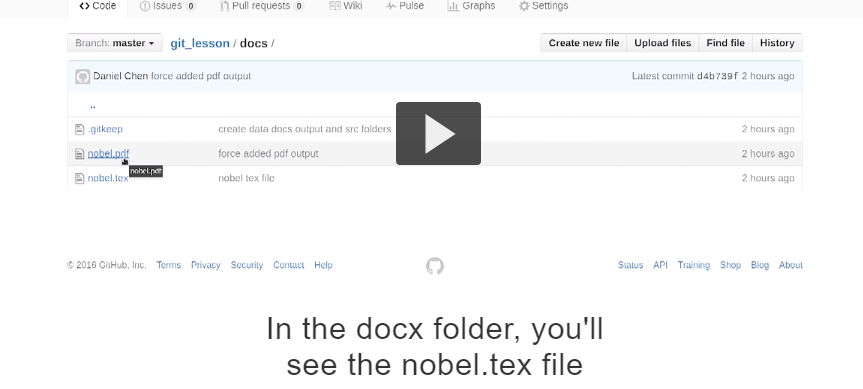 Code Issues 0 Pull requests 0 Wiki Pulse Graphs Settings
Branch: master git_lesson / docs / Create new file Upload files Find file History
Daniel Chen force added pdf output Latest commit d4b739f 2 hours ago
..
.gitkeep create data docs output and src folders 2 hours ago
nobel.pdf force added pdf output 2 hours ago
nobel.pdf
nobel.tex nobel tex file 2 hours ago
© 2016 GitHub, Inc. Terms Privacy Security Contact Help Status API Training Shop Blog About
In the docx folder, you'll
see the nobel.tex file